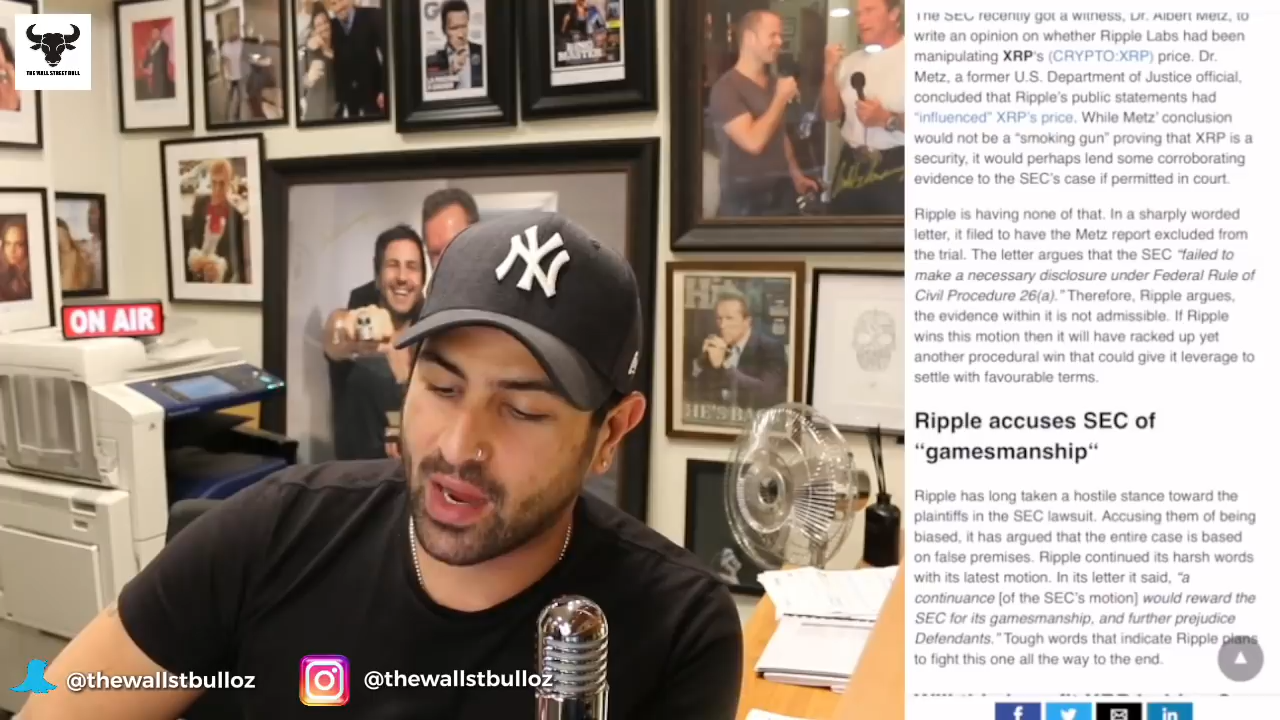 THE WALL STREET BULL
GQ
ON AIR
HE'S BA
@thewallstbulloz
@thewallstbulloz
The SEC recently got a witness, Dr. Albert Metz, to
write an opinion on whether Ripple Labs had been
manipulating XRP's (CRYPTO:XRP) price. Dr.
Metz, a former U.S. Department of Justice official,
concluded that Ripple's public statements had
“influenced” XRP's price. While Metz' conclusion
would not be a “smoking gun” proving that XRP is a
security, it would perhaps lend some corroborating
evidence to the SEC's case if permitted in court.
Ripple is having none of that. In a sharply worded
letter, it filed to have the Metz report excluded from
the trial. The letter argues that the SEC “failed to
make a necessary disclosure under Federal Rule of
Civil Procedure 26(a).” Therefore, Ripple argues,
the evidence within it is not admissible. If Ripple
wins this motion then it will have racked up yet
another procedural win that could give it leverage to
settle with favourable terms.
Ripple accuses SEC of
“gamesmanship“
Ripple has long taken a hostile stance toward the
plaintiffs in the SEC lawsuit. Accusing them of being
biased, it has argued that the entire case is based
on false premises. Ripple continued its harsh words
with its latest motion. In its letter it said, “a
continuance [of the SEC's motion] would reward the
SEC for its gamesmanship, and further prejudice
Defendants.” Tough words that indicate Ripple plans
to fight this one all the way to the end.